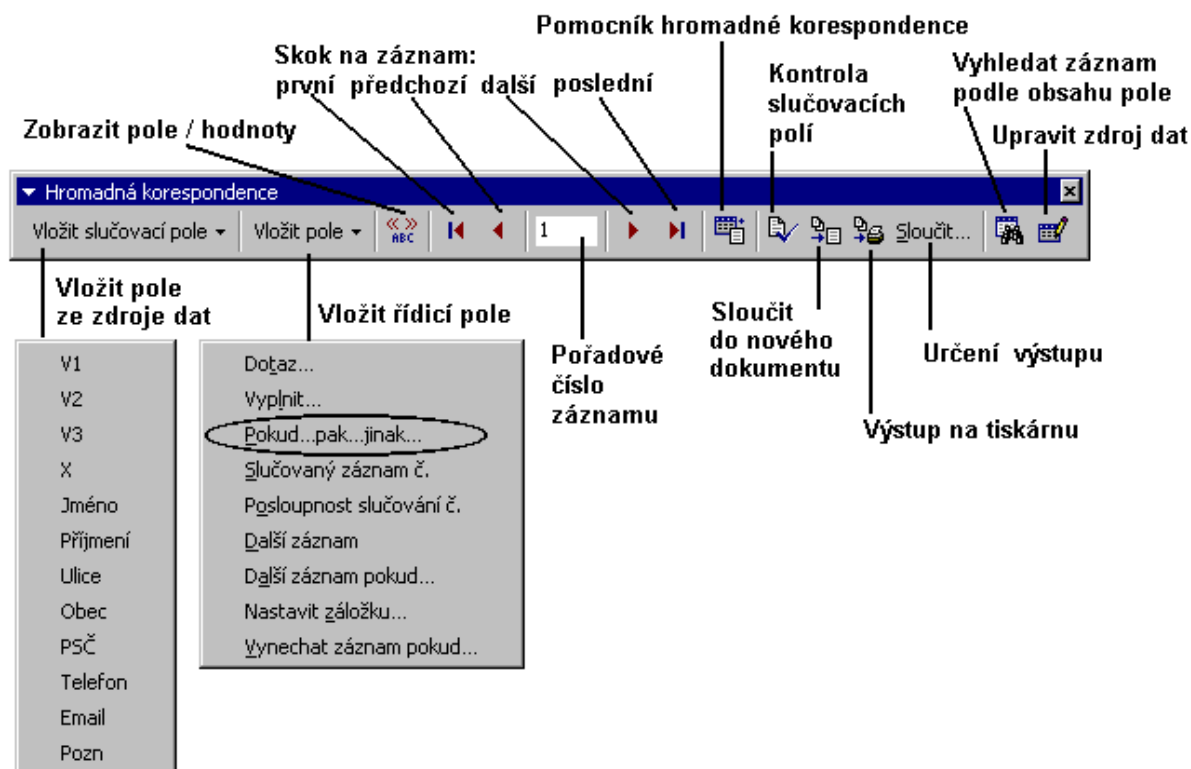 Pomocník hromadné korespondence
Skok na záznam:
první předchozí další poslední
Kontrola
slučovacích
polí
Vyhledat záznam
podle obsahu pole
Zobrazit pole / hodnoty
Upravit zdroj dat
Hromadná korespondence
Vložit slučovací pole
Vložit pole
«»
ABC
1
Sloučit...
Vložit pole
ze zdroje dat
Vložit řídicí pole
Pořadové
číslo
záznamu
Sloučit
do nového
dokumentu
Určení výstupu
Výstup na tiskárnu
V1
V2
V3
X
Jméno
Příjmení
Ulice
Obec
PSČ
Telefon
Email
Pozn
Dotaz...
Vyplnit...
Pokud...pak...jinak...
Slučovaný záznam č.
Posloupnost slučování č.
Další záznam
Další záznam pokud...
Nastavit záložku...
Vynechat záznam pokud...